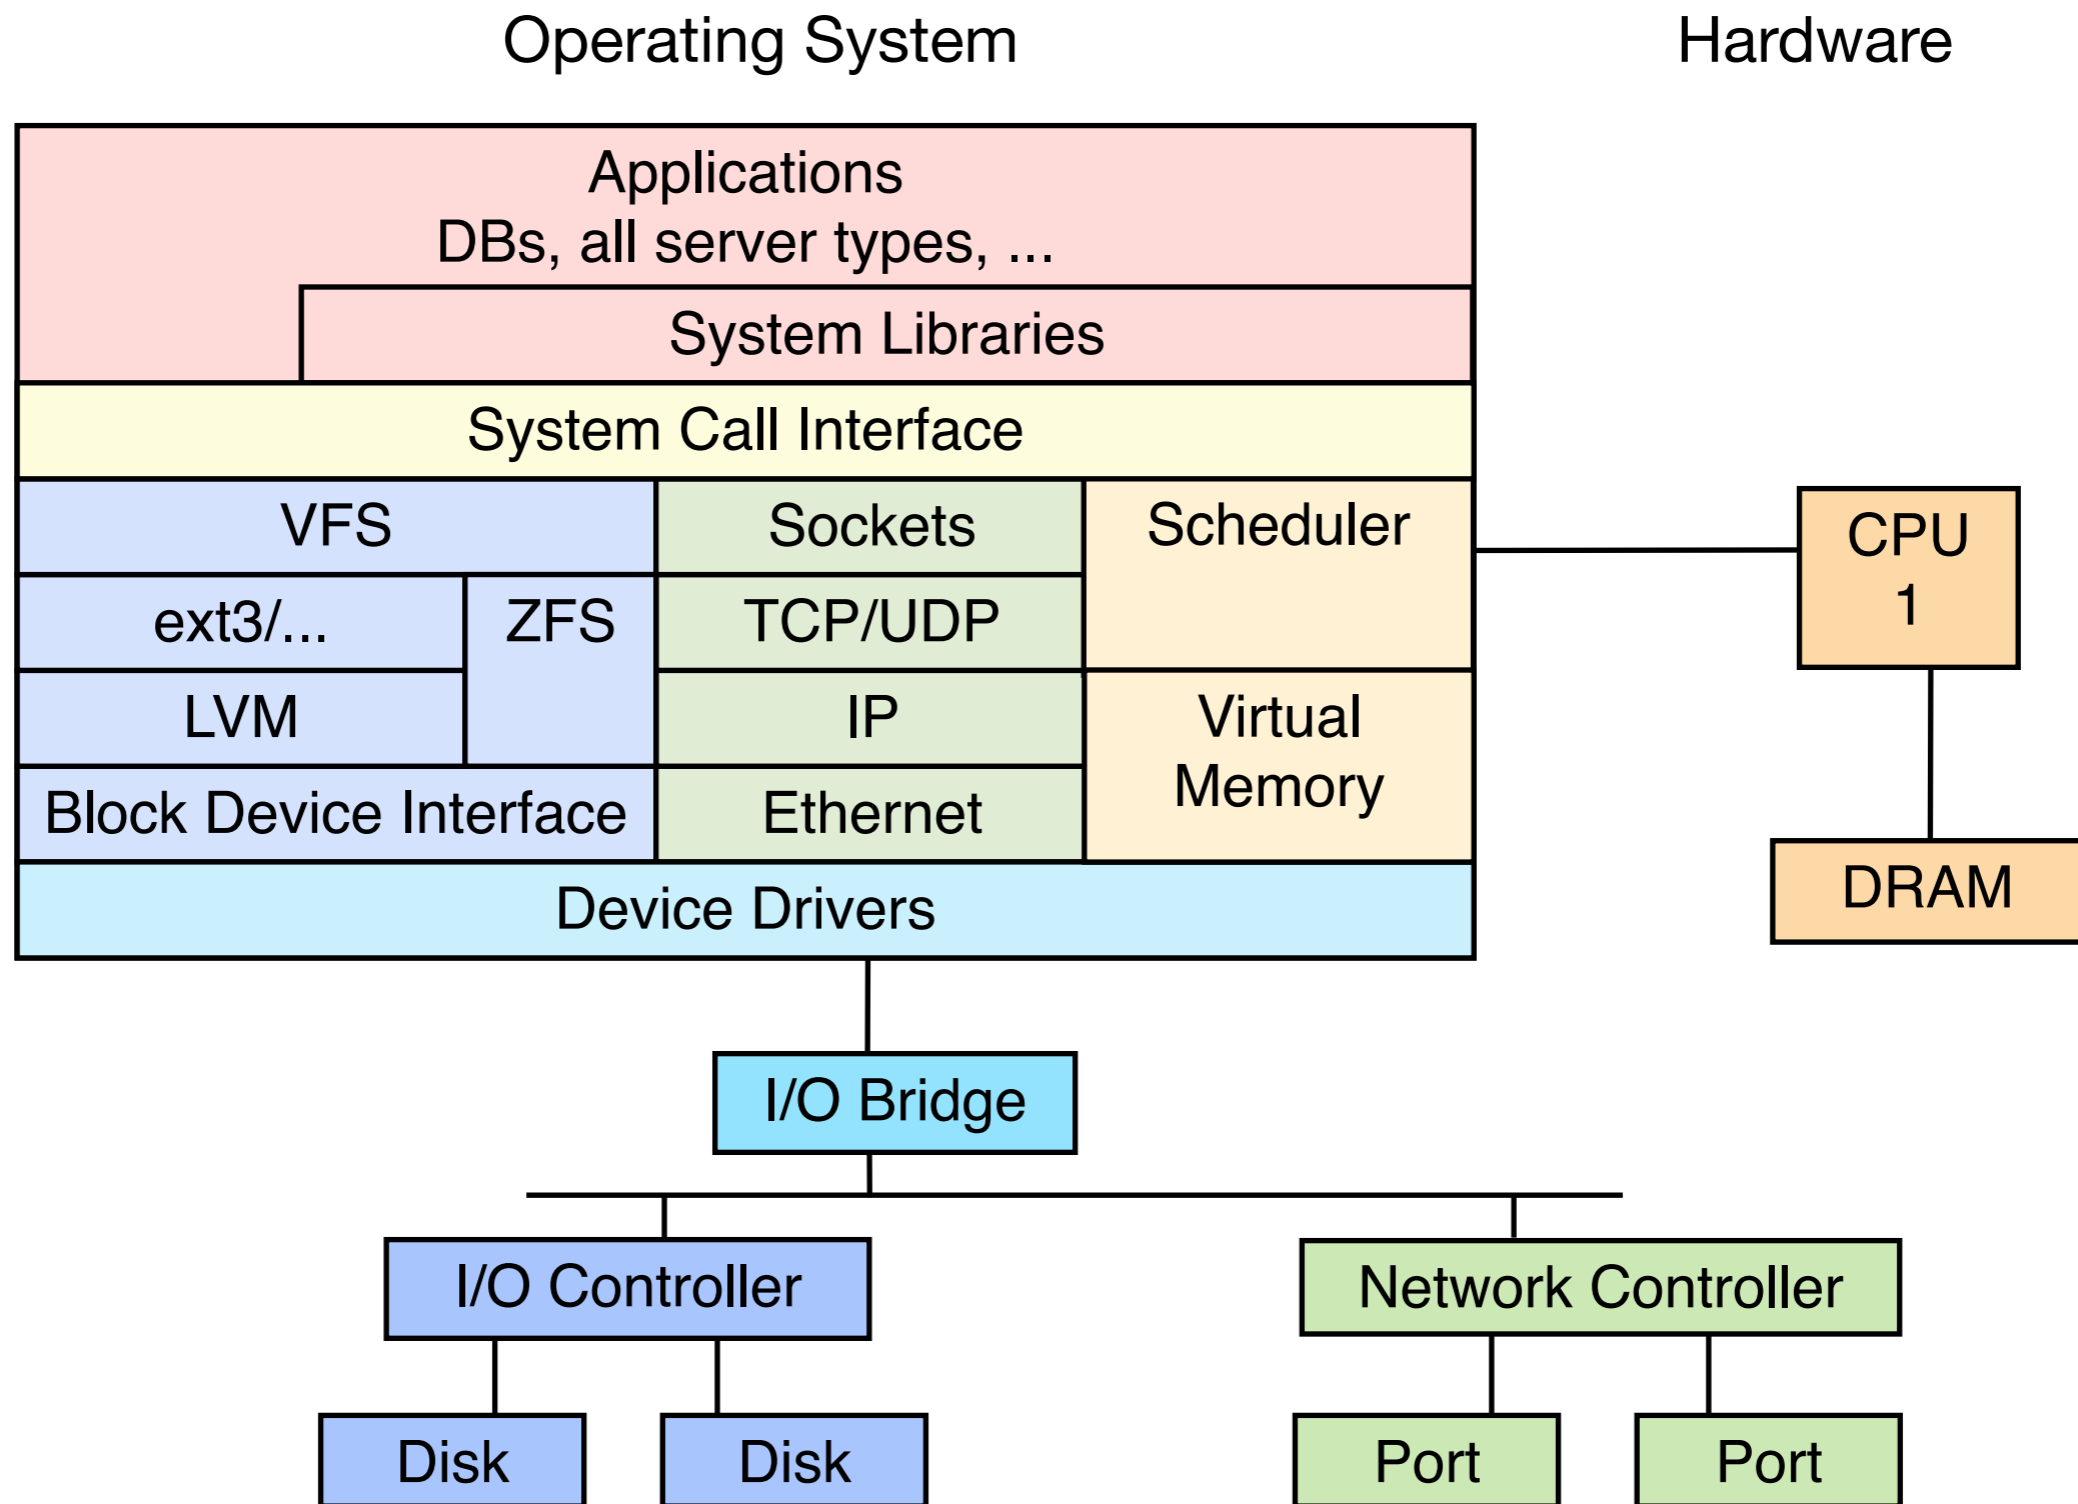 Operating System
Hardware
Applications
DBs, all server types, ...
System Libraries
System Call Interface
VFS
Sockets
Scheduler
CPU
1
ext3/...
ZFS
TCP/UDP
LVM
IP
Virtual
Memory
Block Device Interface
Ethernet
DRAM
Device Drivers
I/O Bridge
I/O Controller
Network Controller
Disk
Disk
Port
Port